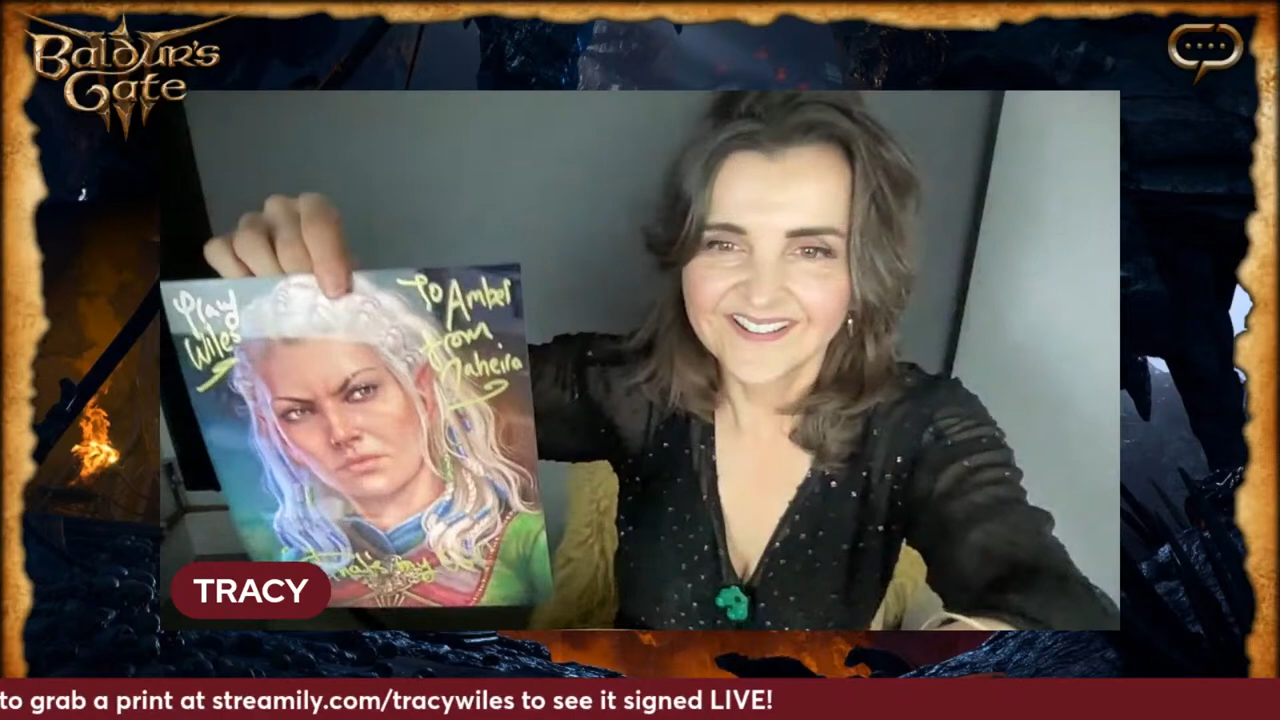 Baldur's
Gate
III
Tracy
Wiles
To Amber
from
Jaheira
TRACY
to grab a print at streamily.com/tracywiles to see it signed LIVE!